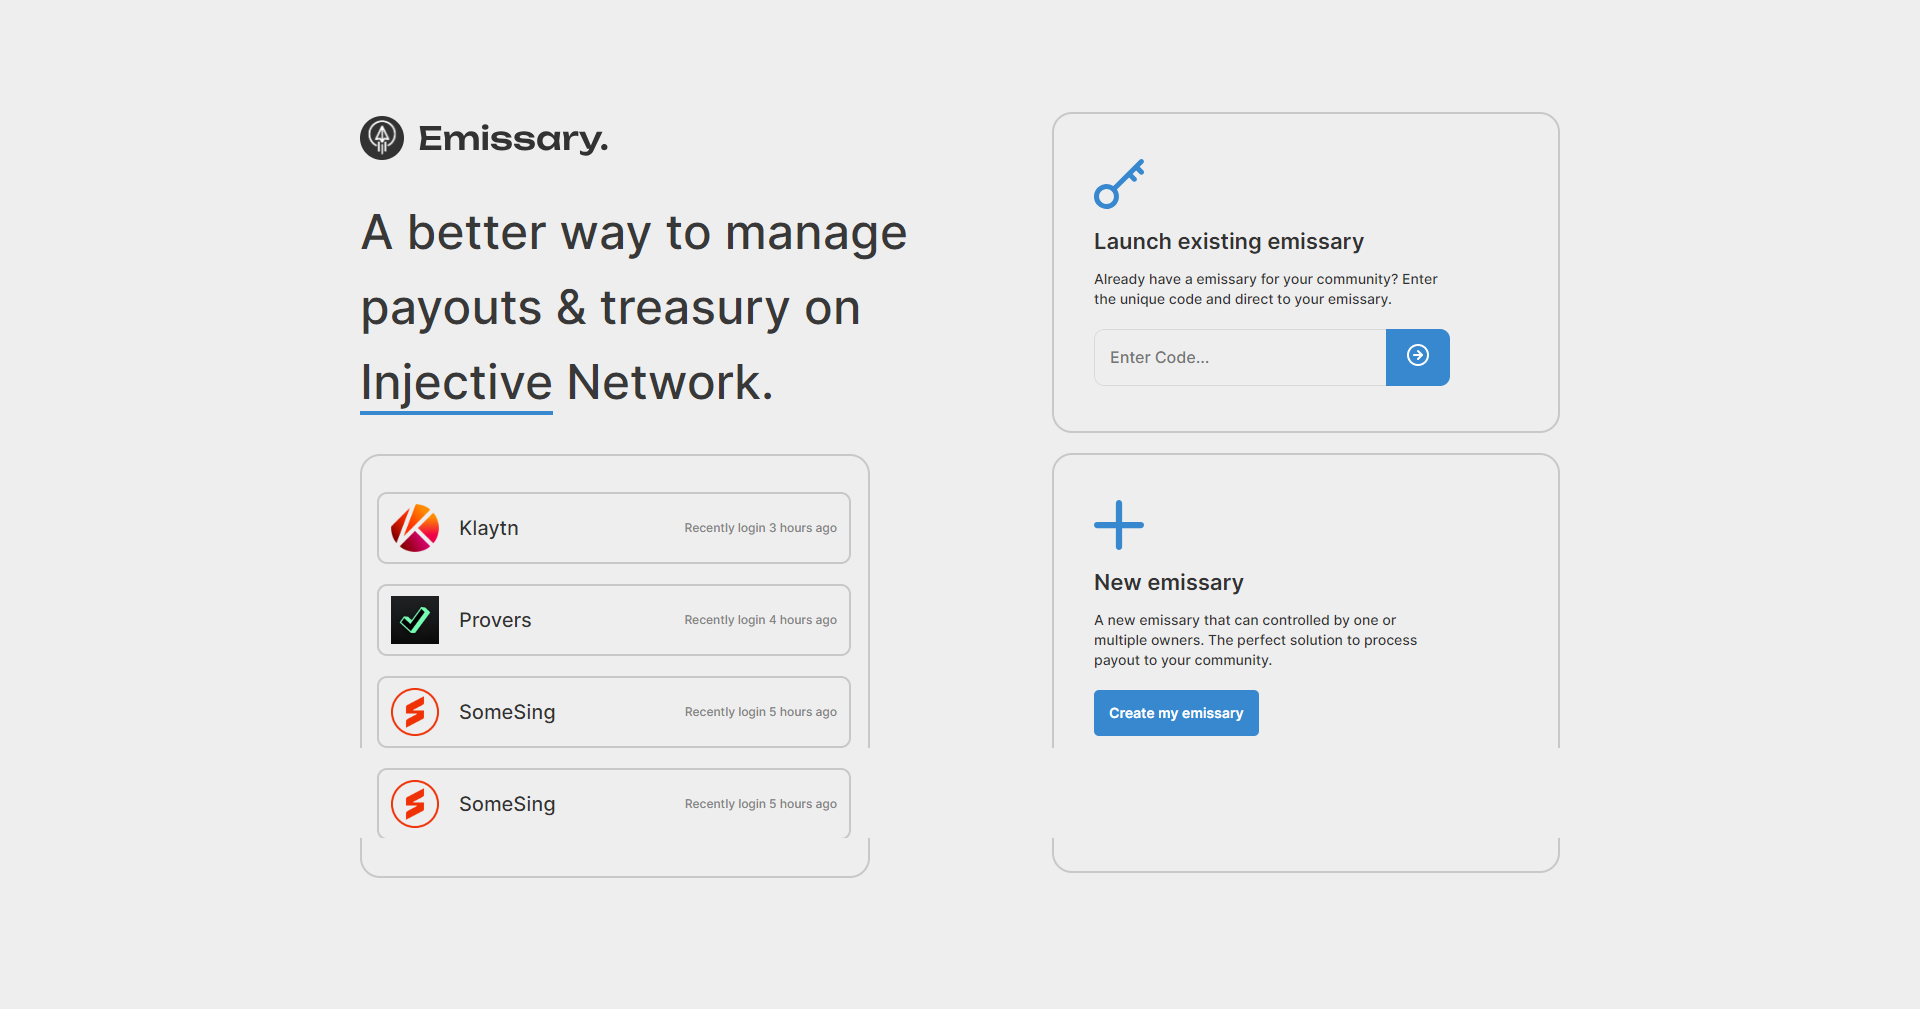 Emissary.
A better way to manage
payouts & treasury on
Injective Network.
Klaytn
Recently login 3 hours ago
Provers
Recently login 4 hours ago
SomeSing
Recently login 5 hours ago
SomeSing
Recently login 5 hours ago
Launch existing emissary
Already have a emissary for your community? Enter
the unique code and direct to your emissary.
Enter Code...
New emissary
A new emissary that can controlled by one or
multiple owners. The perfect solution to process
payout to your community.
Create my emissary